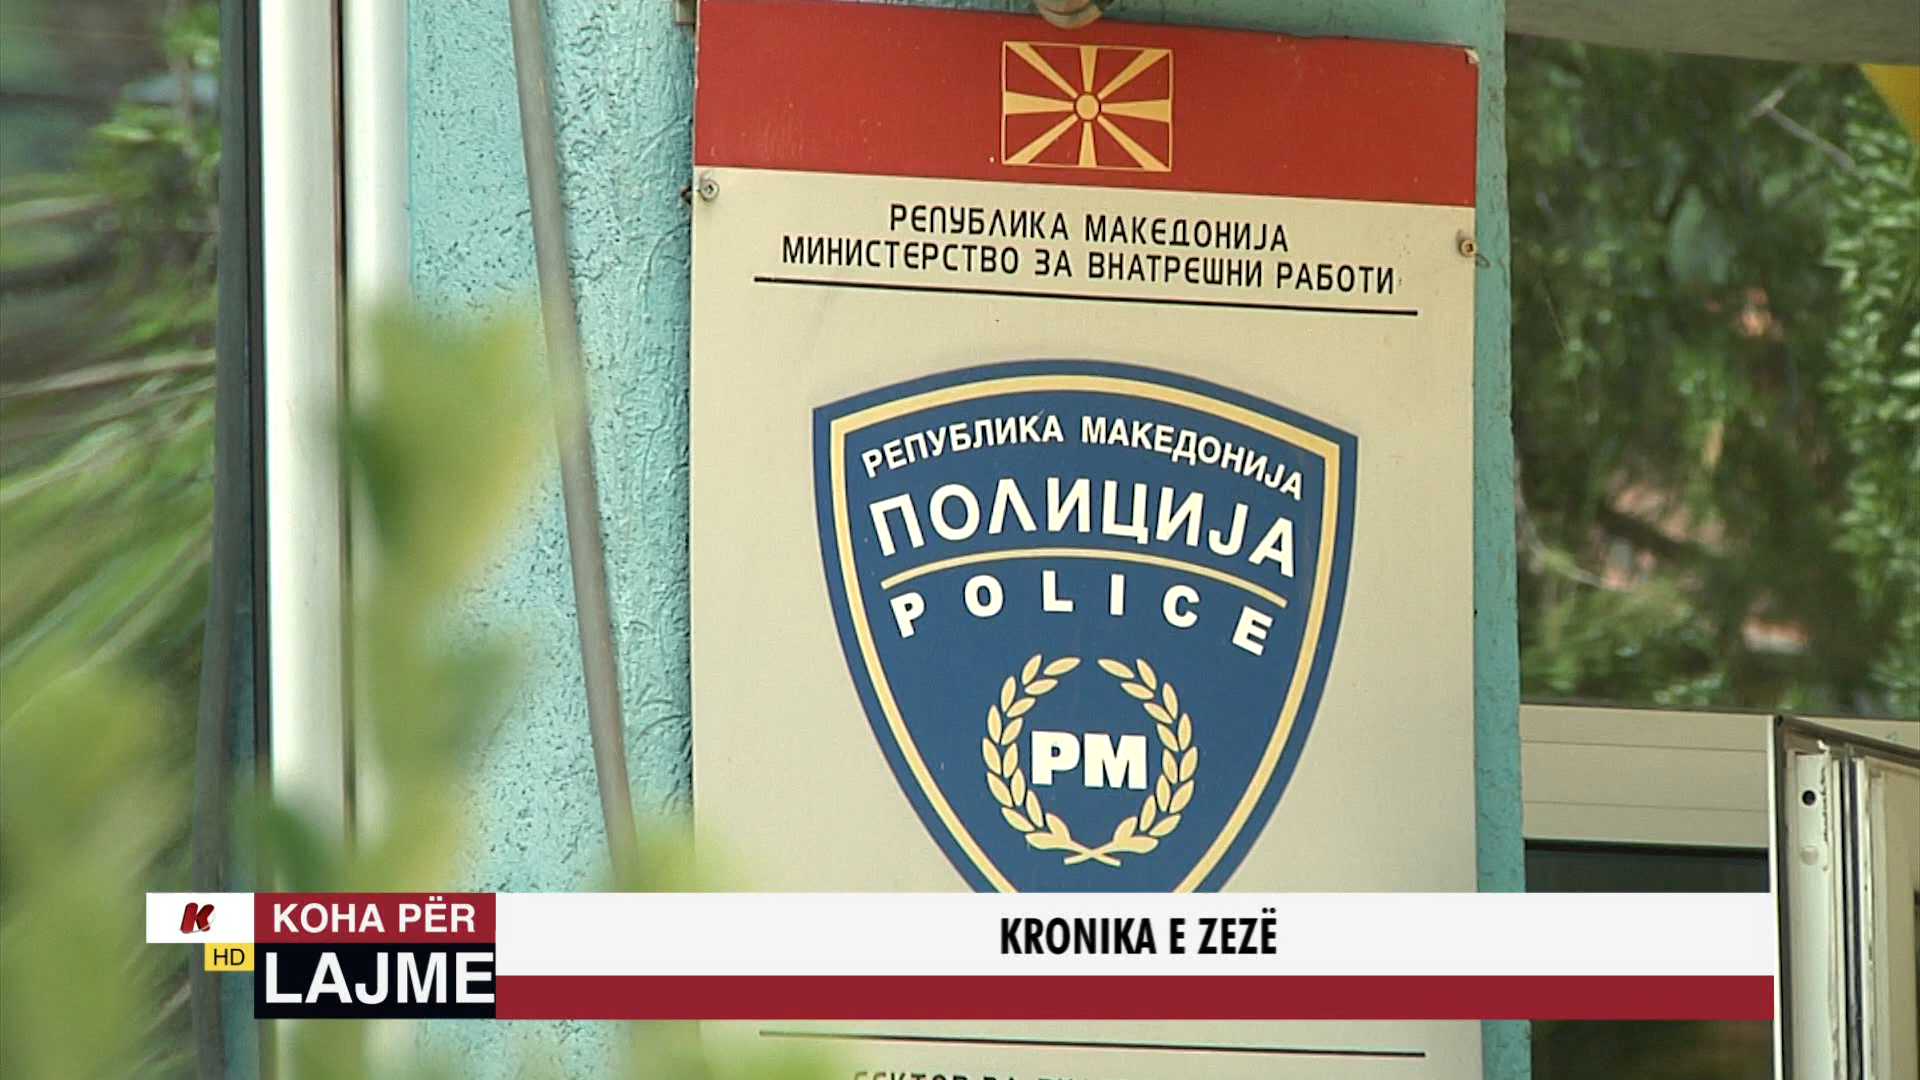 РЕПУБЛИКА МАКЕДОНИЈА
МИНИСТЕРСТВО ЗА ВНАТРЕШНИ РАБОТИ
РЕПУБЛИКА МАКЕДОНИЈА
ПОЛИЦИЈА
POLICE
PM
K
KOHA PËR
HD
LAJME
KRONIKA E ZEZË